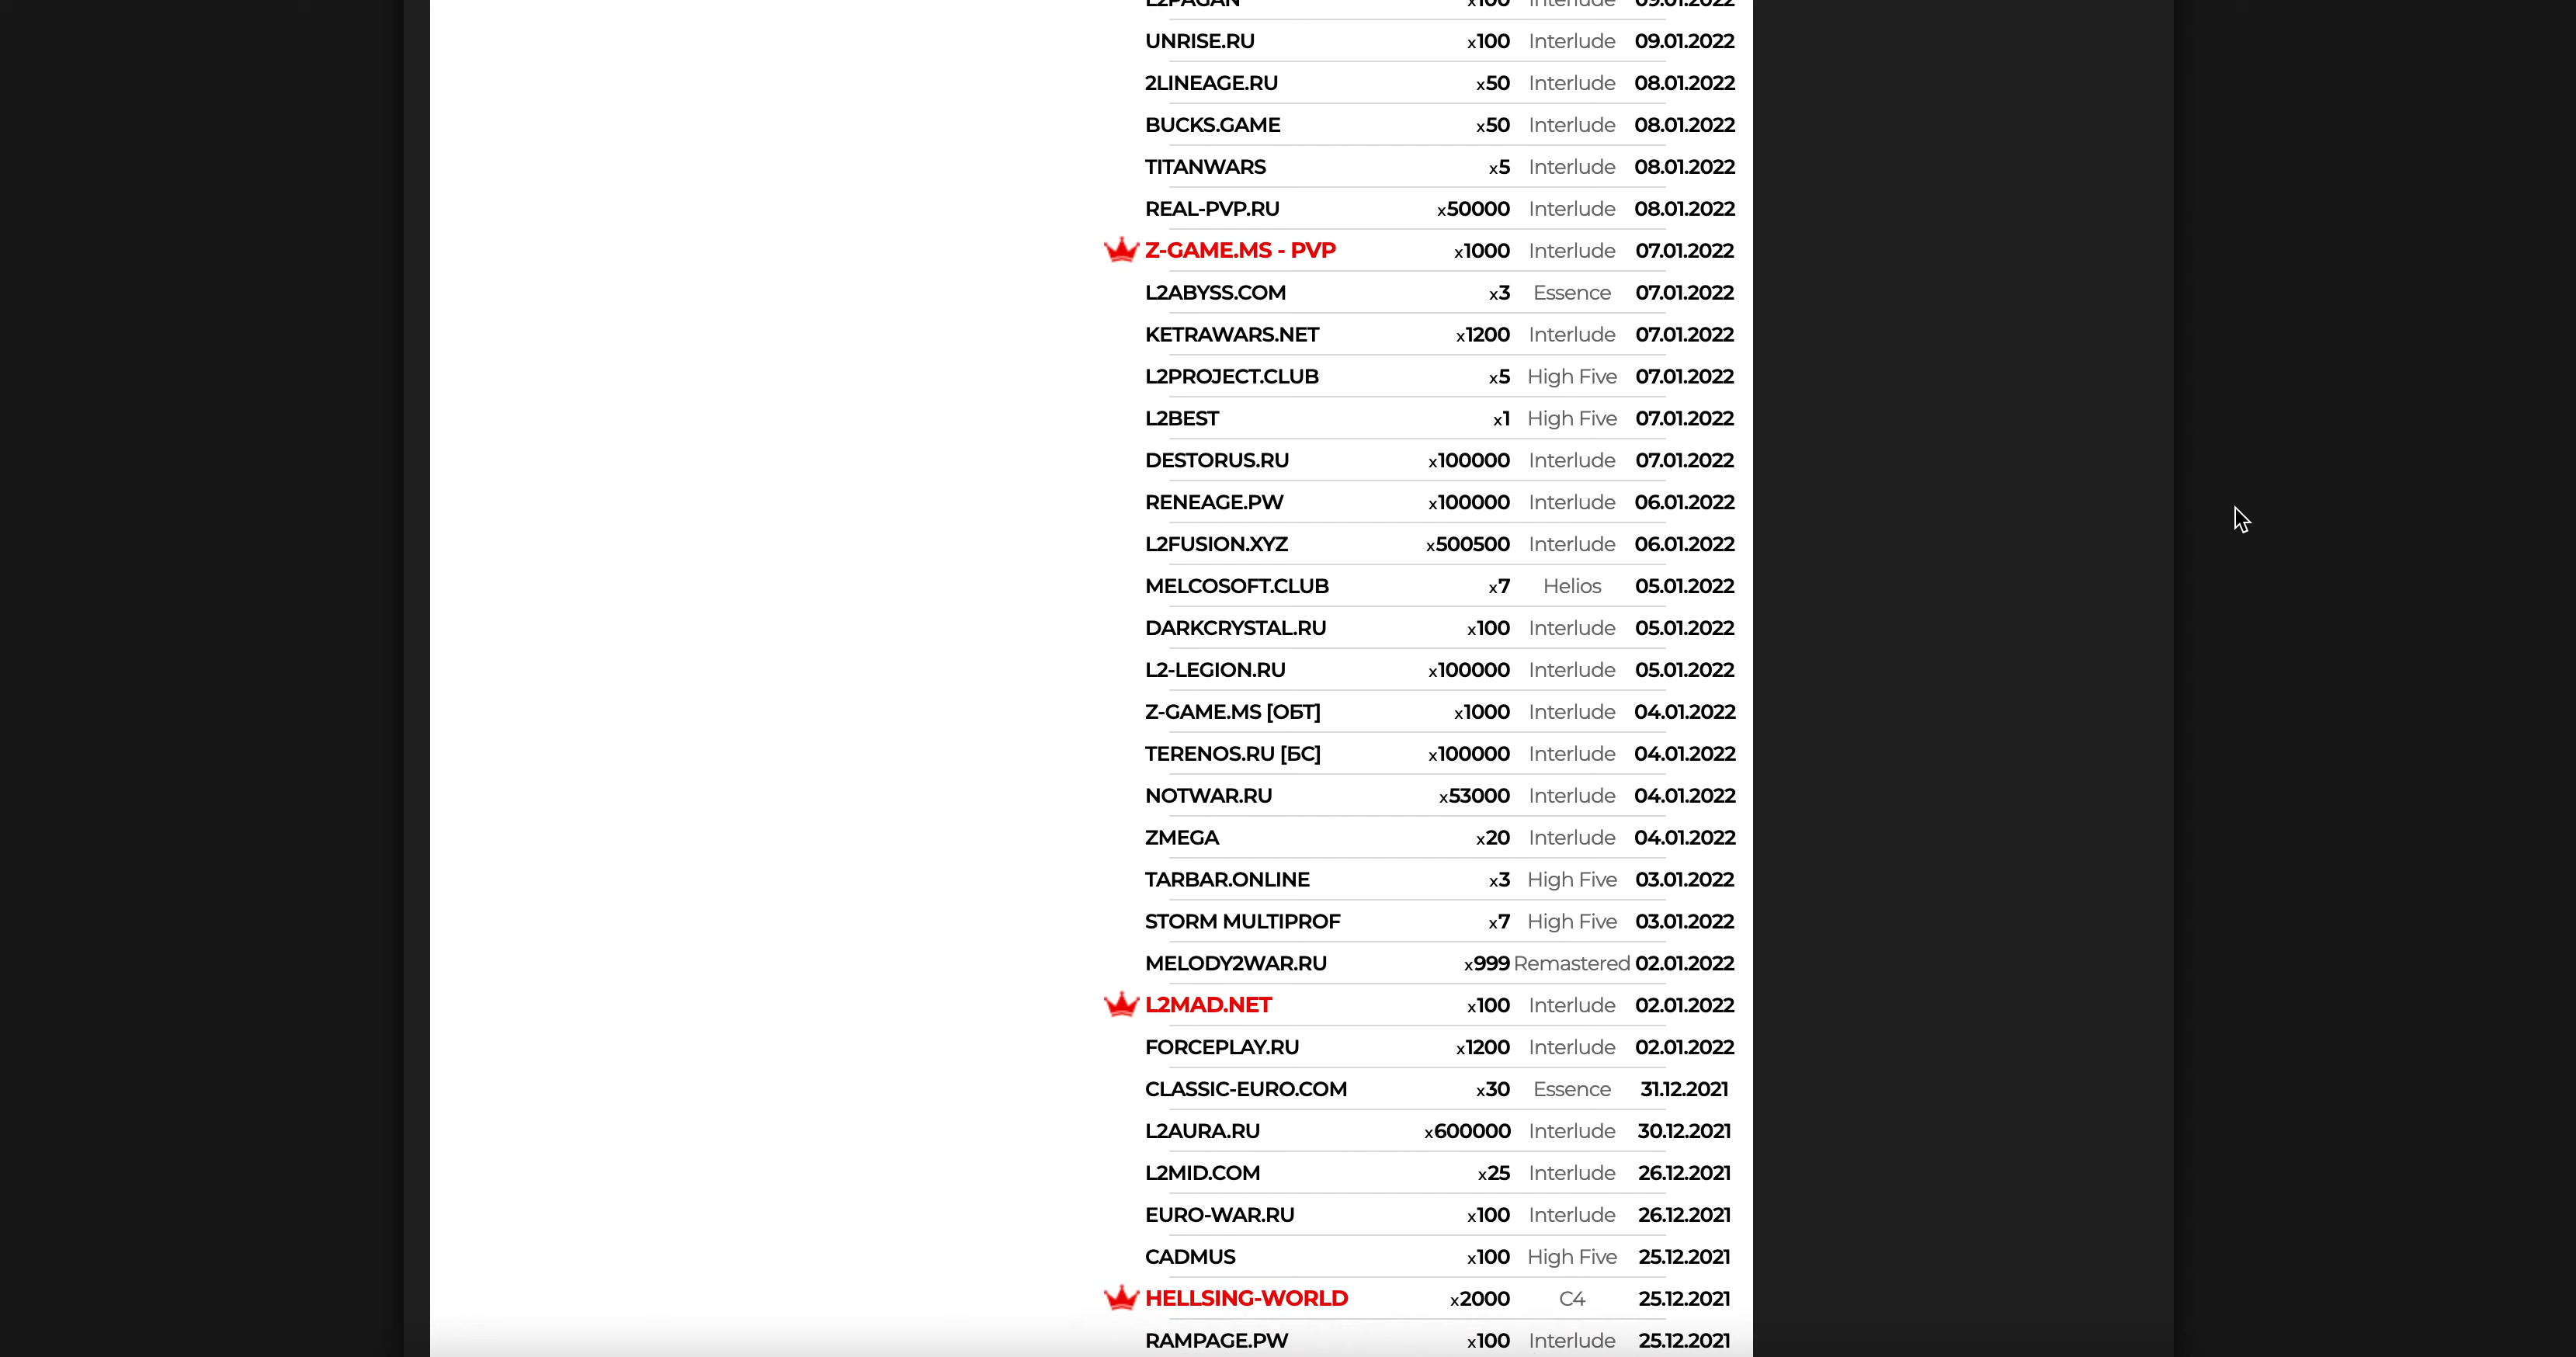 L2PAGAN x100 Interlude 09.01.2022
UNRISE.RU x100 Interlude 09.01.2022
2LINEAGE.RU x50 Interlude 08.01.2022
BUCKS.GAME x50 Interlude 08.01.2022
TITANWARS x5 Interlude 08.01.2022
REAL-PVP.RU x50000 Interlude 08.01.2022
Z-GAME.MS - PVP x1000 Interlude 07.01.2022
L2ABYSS.COM x3 Essence 07.01.2022
KETRAWARS.NET x1200 Interlude 07.01.2022
L2PROJECT.CLUB x5 High Five 07.01.2022
L2BEST x1 High Five 07.01.2022
DESTORUS.RU x100000 Interlude 07.01.2022
RENEAGE.PW x100000 Interlude 06.01.2022
L2FUSION.XYZ x500500 Interlude 06.01.2022
MELCOSOFT.CLUB x7 Helios 05.01.2022
DARKCRYSTAL.RU x100 Interlude 05.01.2022
L2-LEGION.RU x100000 Interlude 05.01.2022
Z-GAME.MS [ОБТ] x1000 Interlude 04.01.2022
TERENOS.RU [БС] x100000 Interlude 04.01.2022
NOTWAR.RU x53000 Interlude 04.01.2022
ZMEGA x20 Interlude 04.01.2022
TARBAR.ONLINE x3 High Five 03.01.2022
STORM MULTIPROF x7 High Five 03.01.2022
MELODY2WAR.RU x999 Remastered 02.01.2022
L2MAD.NET x100 Interlude 02.01.2022
FORCEPLAY.RU x1200 Interlude 02.01.2022
CLASSIC-EURO.COM x30 Essence 31.12.2021
L2AURA.RU x600000 Interlude 30.12.2021
L2MID.COM x25 Interlude 26.12.2021
EURO-WAR.RU x100 Interlude 26.12.2021
CADMUS x100 High Five 25.12.2021
HELLSING-WORLD x2000 C4 25.12.2021
RAMPAGE.PW x100 Interlude 25.12.2021